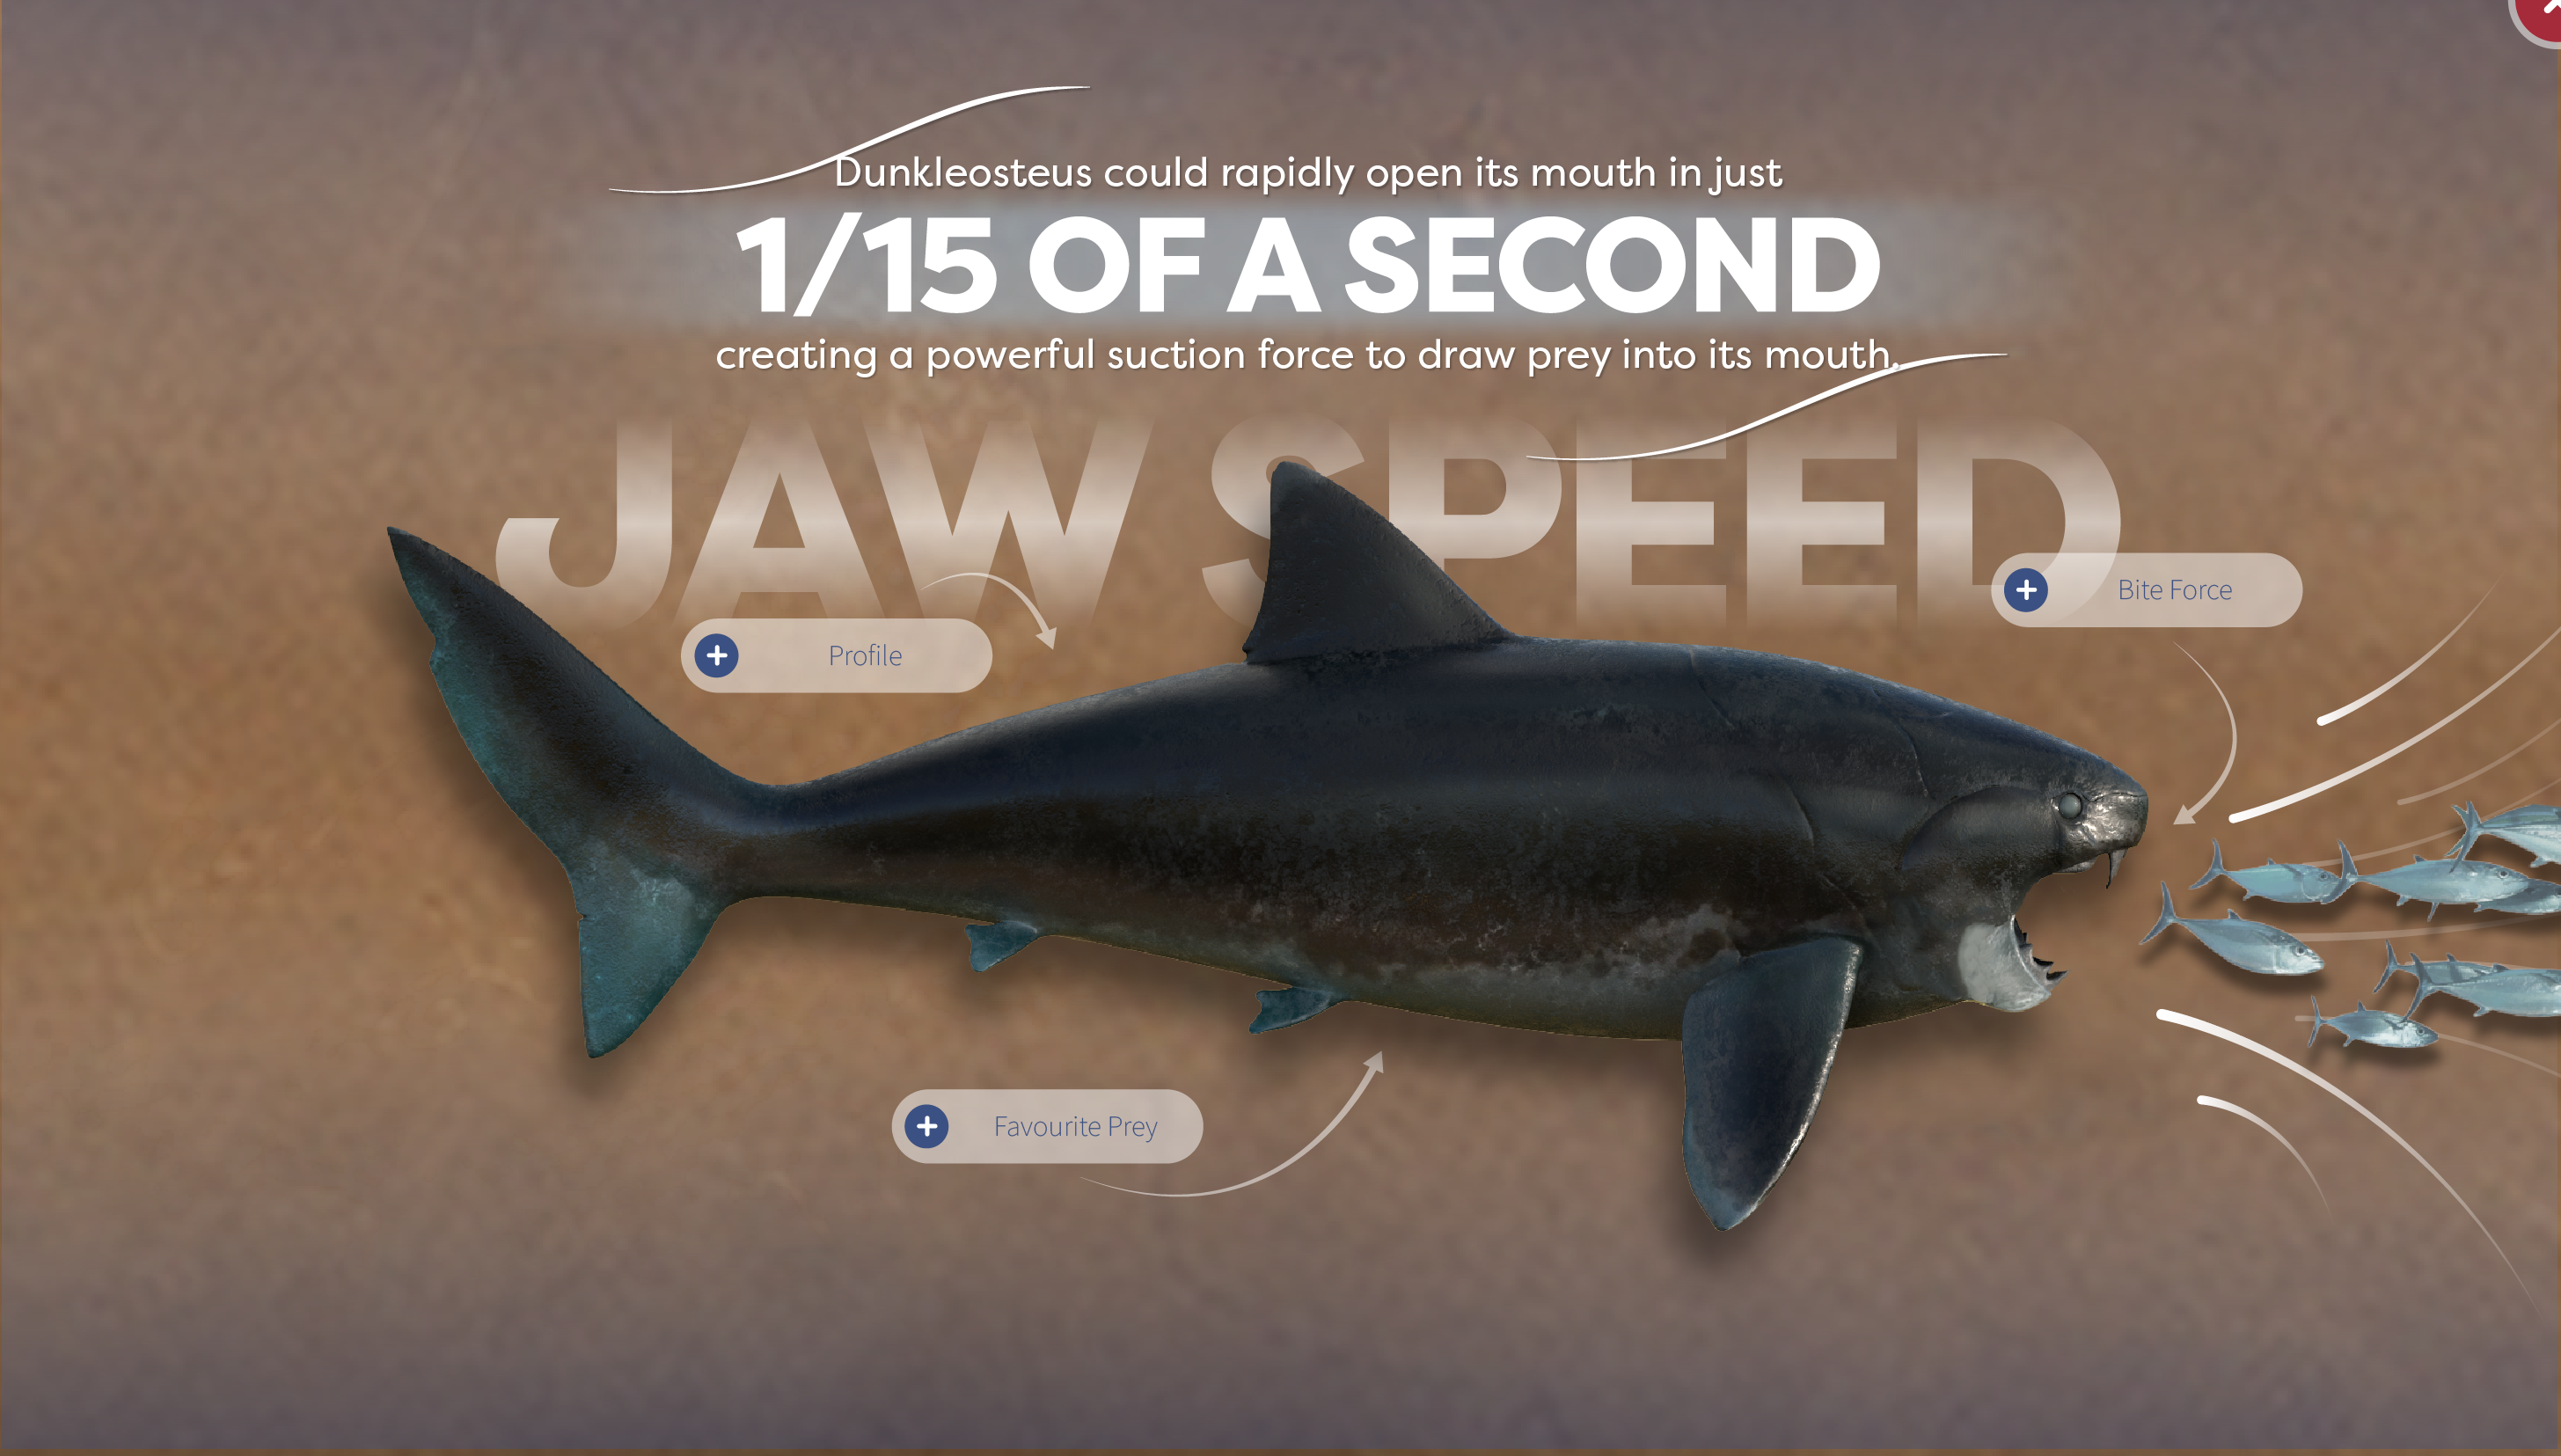 Dunkleosteus could rapidly open its mouth in just
1/15 OF A SECOND
creating a powerful suction force to draw prey into its mouth.
JAW SPEED
Bite Force
Profile
Favourite Prey